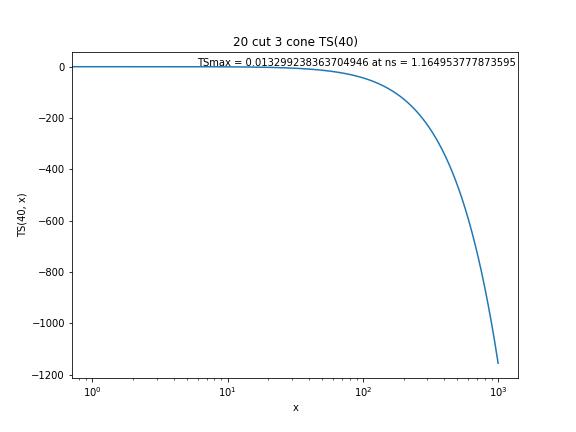 20 cut 3 cone TS(40)
TSmax = 0.013299238363704946 at ns = 1.164953777873595
0
−200
−400
−600
−800
−1000
−1200
TS(40, x)
10⁰
10¹
10²
10³
x